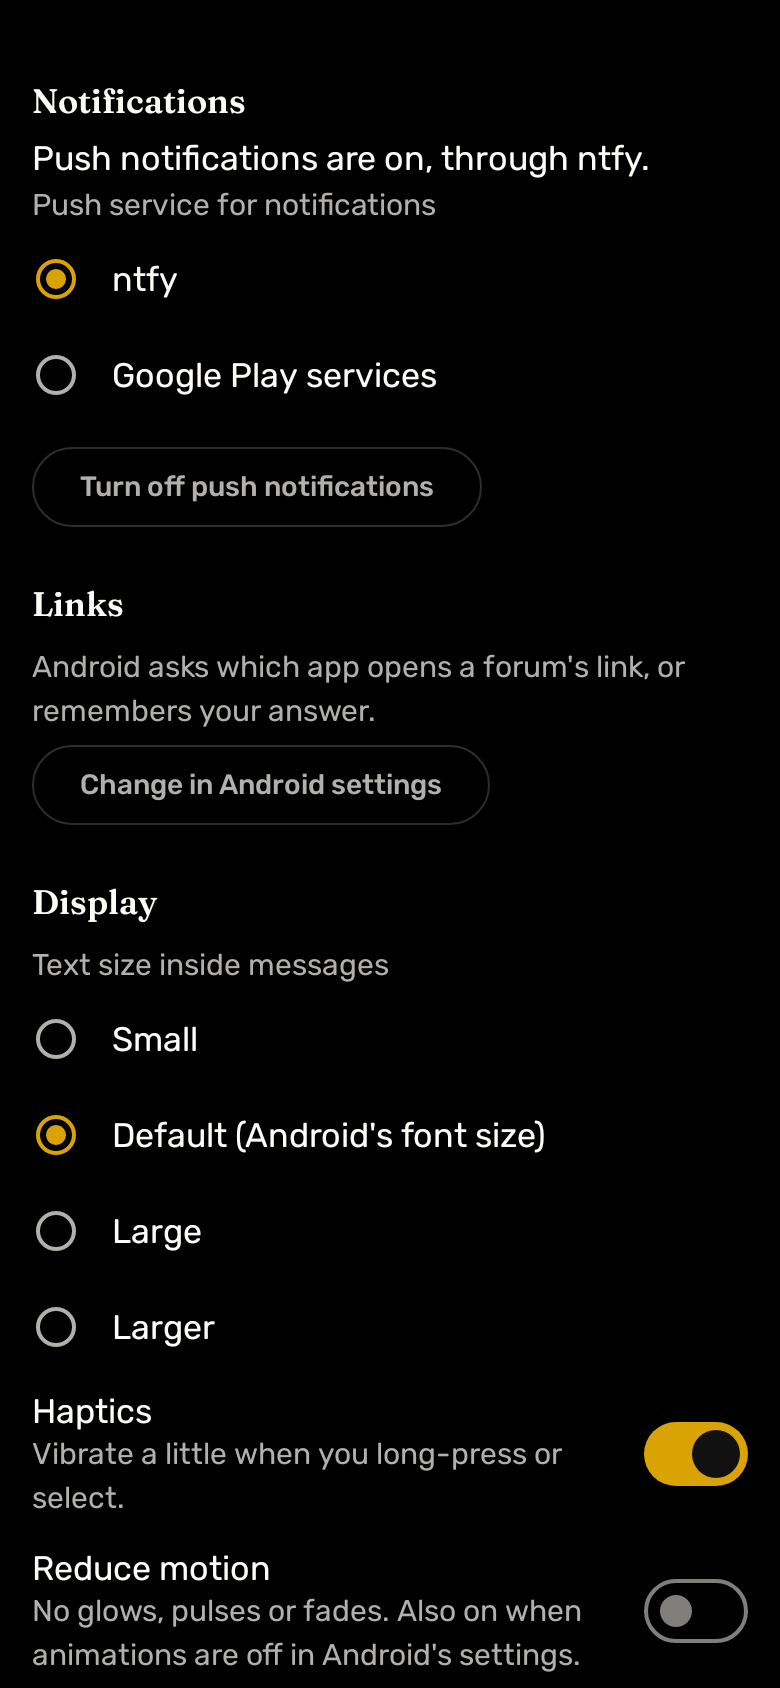 Notifications
Push notifications are on, through ntfy.
Push service for notifications
ntfy
Google Play services
Turn off push notifications
Links
Android asks which app opens a forum's link, or
remembers your answer.
Change in Android settings
Display
Text size inside messages
Small
Default (Android's font size)
Large
Larger
Haptics
Vibrate a little when you long-press or
select.
Reduce motion
No glows, pulses or fades. Also on when
animations are off in Android's settings.